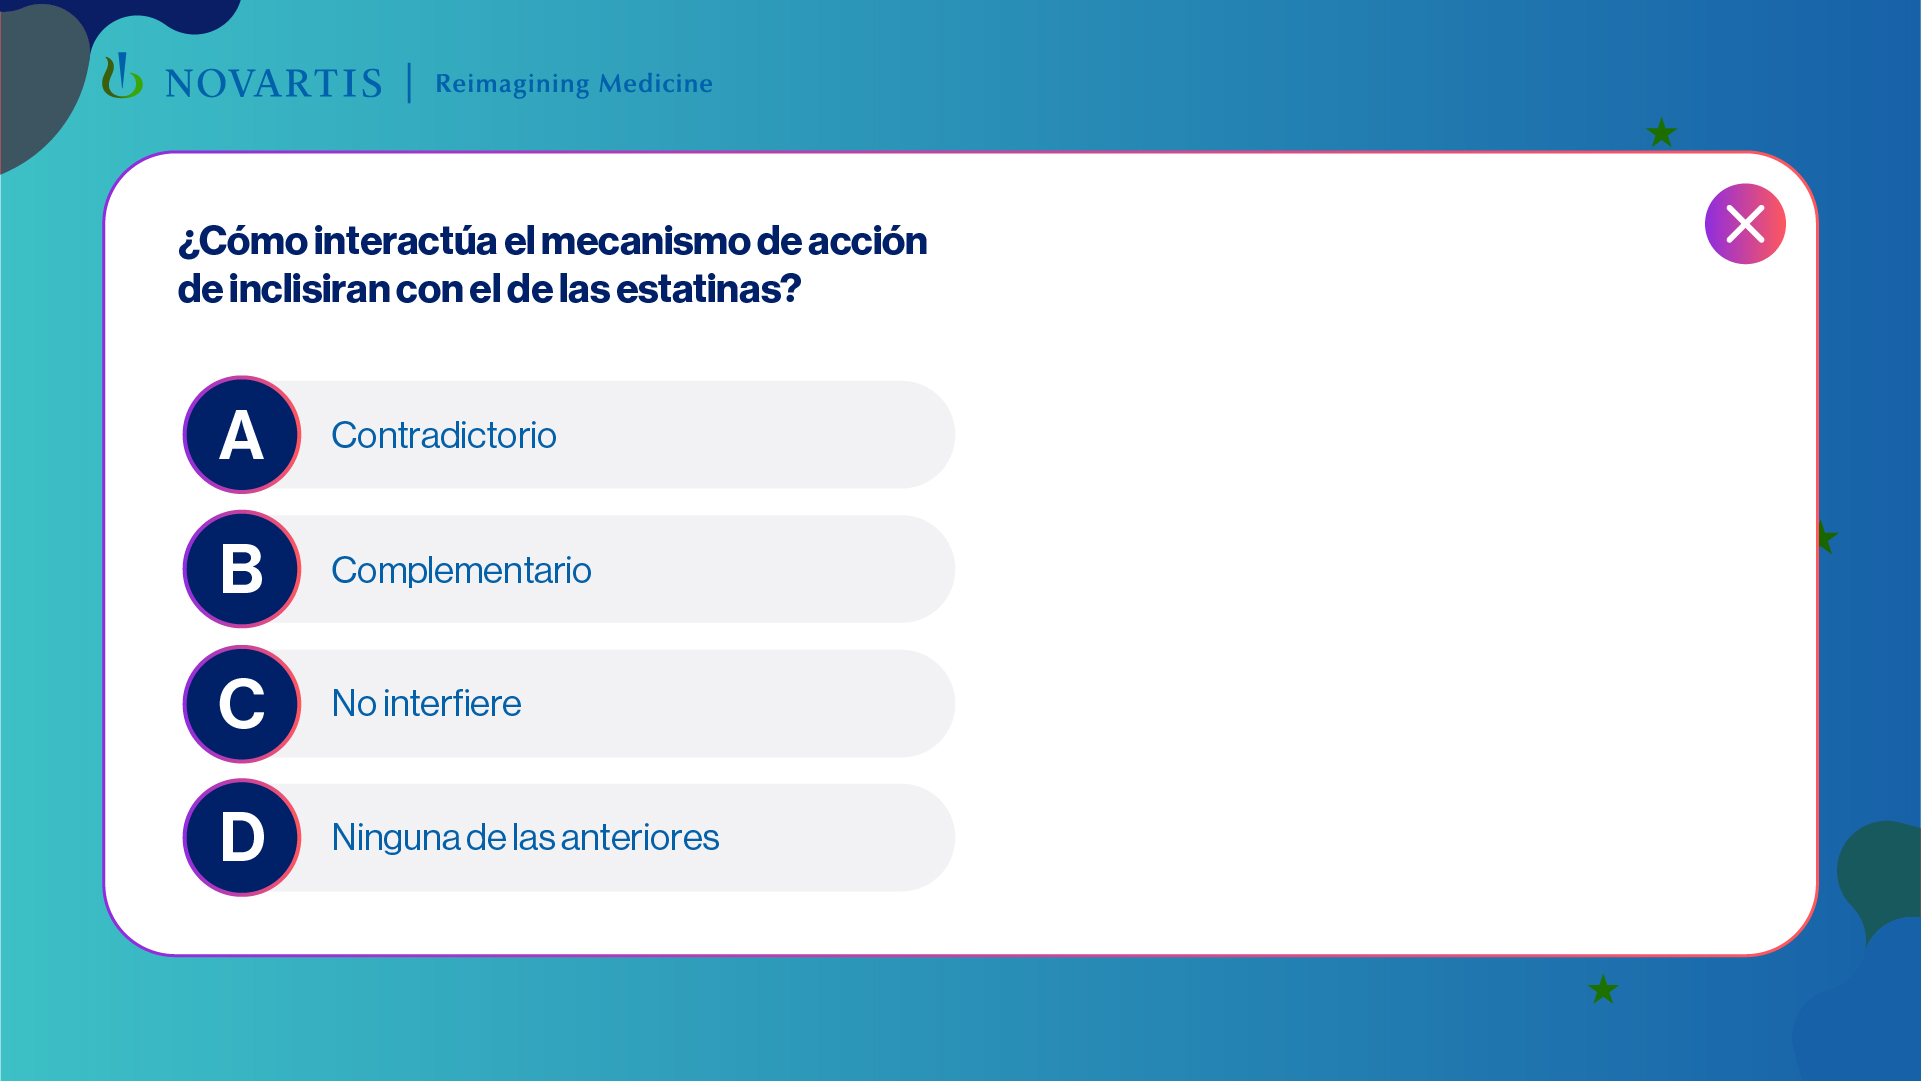 NOVARTIS | Reimagining Medicine
¿Cómo interactúa el mecanismo de acción
de inclisiran con el de las estatinas?
A Contradictorio
B Complementario
C No interfiere
D Ninguna de las anteriores